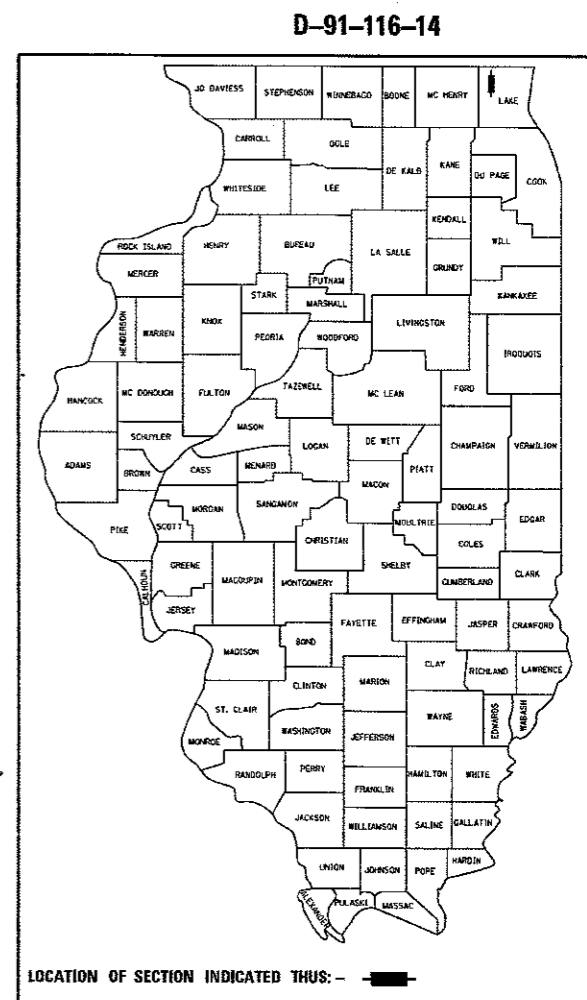 D-91-116-14
JO DAVIESS
STEPHENSON
WINNEBAGO
BOONE
MC HENRY
LAKE
CARROLL
OGLE
KANE
DE KALB
DU PAGE
COOK
WHITESIDE
LEE
KENDALL
ROCK ISLAND
HENRY
BUREAU
LA SALLE
WILL
GRUNDY
MERCER
PUTNAM
STARK
MARSHALL
KANKAKEE
HENDERSON
WARREN
KNOX
PEORIA
WOODFORD
LIVINGSTON
IROQUOIS
HANCOCK
MC DONOUGH
FULTON
TAZEWELL
MC LEAN
FORD
MASON
SCHUYLER
LOGAN
DE WITT
CHAMPAIGN
VERMILION
ADAMS
BROWN
CASS
MENARD
MACON
PIATT
SANGAMON
MORGAN
DOUGLAS
PIKE
SCOTT
MOULTRIE
EDGAR
CHRISTIAN
COLES
GREENE
MACOUPIN
MONTGOMERY
SHELBY
CUMBERLAND
CLARK
CALHOUN
JERSEY
FAYETTE
EFFINGHAM
JASPER
CRAWFORD
MADISON
BOND
CLAY
RICHLAND
LAWRENCE
CLINTON
MARION
ST. CLAIR
WAYNE
EDWARDS
WABASH
WASHINGTON
JEFFERSON
MONROE
RANDOLPH
PERRY
HAMILTON
WHITE
FRANKLIN
JACKSON
WILLIAMSON
SALINE
GALLATIN
UNION
JOHNSON
POPE
HARDIN
ALEXANDER
PULASKI
MASSAC
LOCATION OF SECTION INDICATED THUS: -